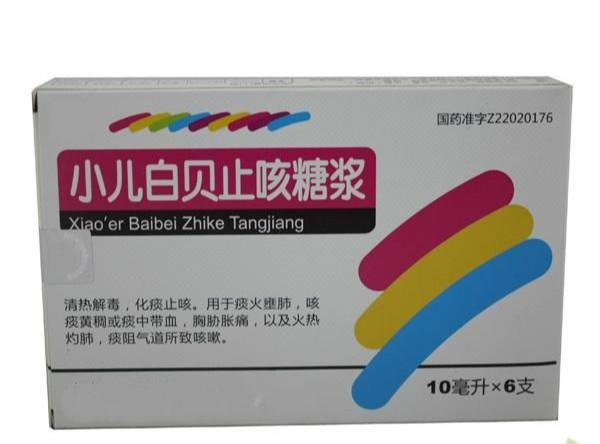 国药准字Z22020176
小儿白贝止咳糖浆
Xiao'er Baibei Zhike Tangjiang
清热解毒，化痰止咳。用于痰火壅肺，咳
痰黄稠或痰中带血，胸胁胀痛，以及火热
灼肺，痰阻气道所致咳嗽。
10毫升×6支